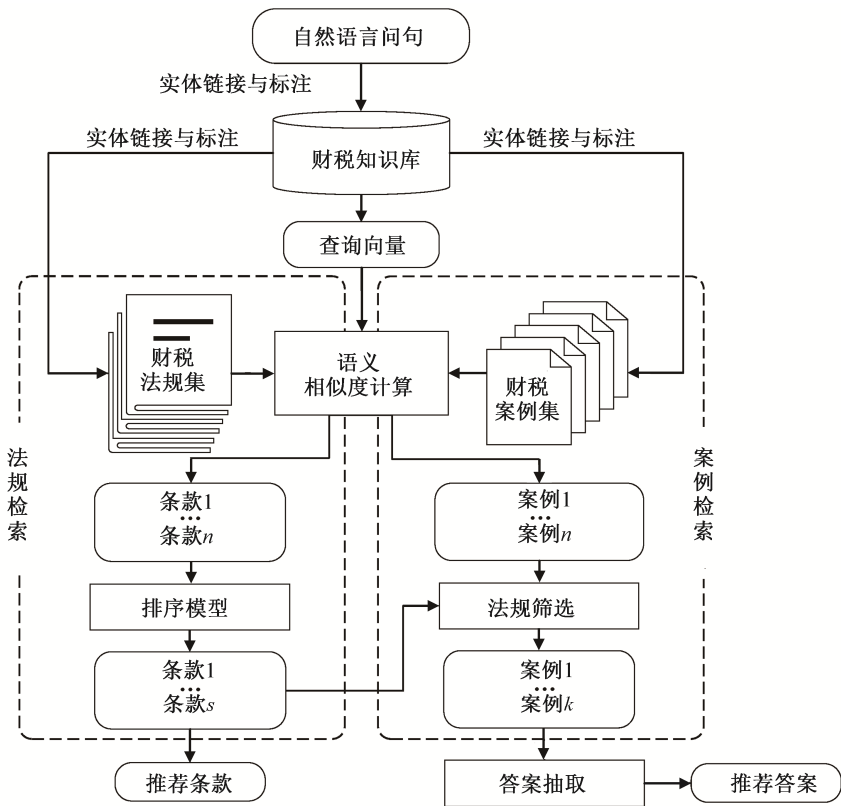 自然语言问句
实体链接与标注
实体链接与标注
实体链接与标注
财税知识库
查询向量
财税
法规集
语义
相似度计算
财税
案例集
法规检索
案例检索
条款1
...
条款n
案例1
...
案例n
排序模型
法规筛选
条款1
...
条款s
案例1
...
案例k
推荐条款
答案抽取
推荐答案